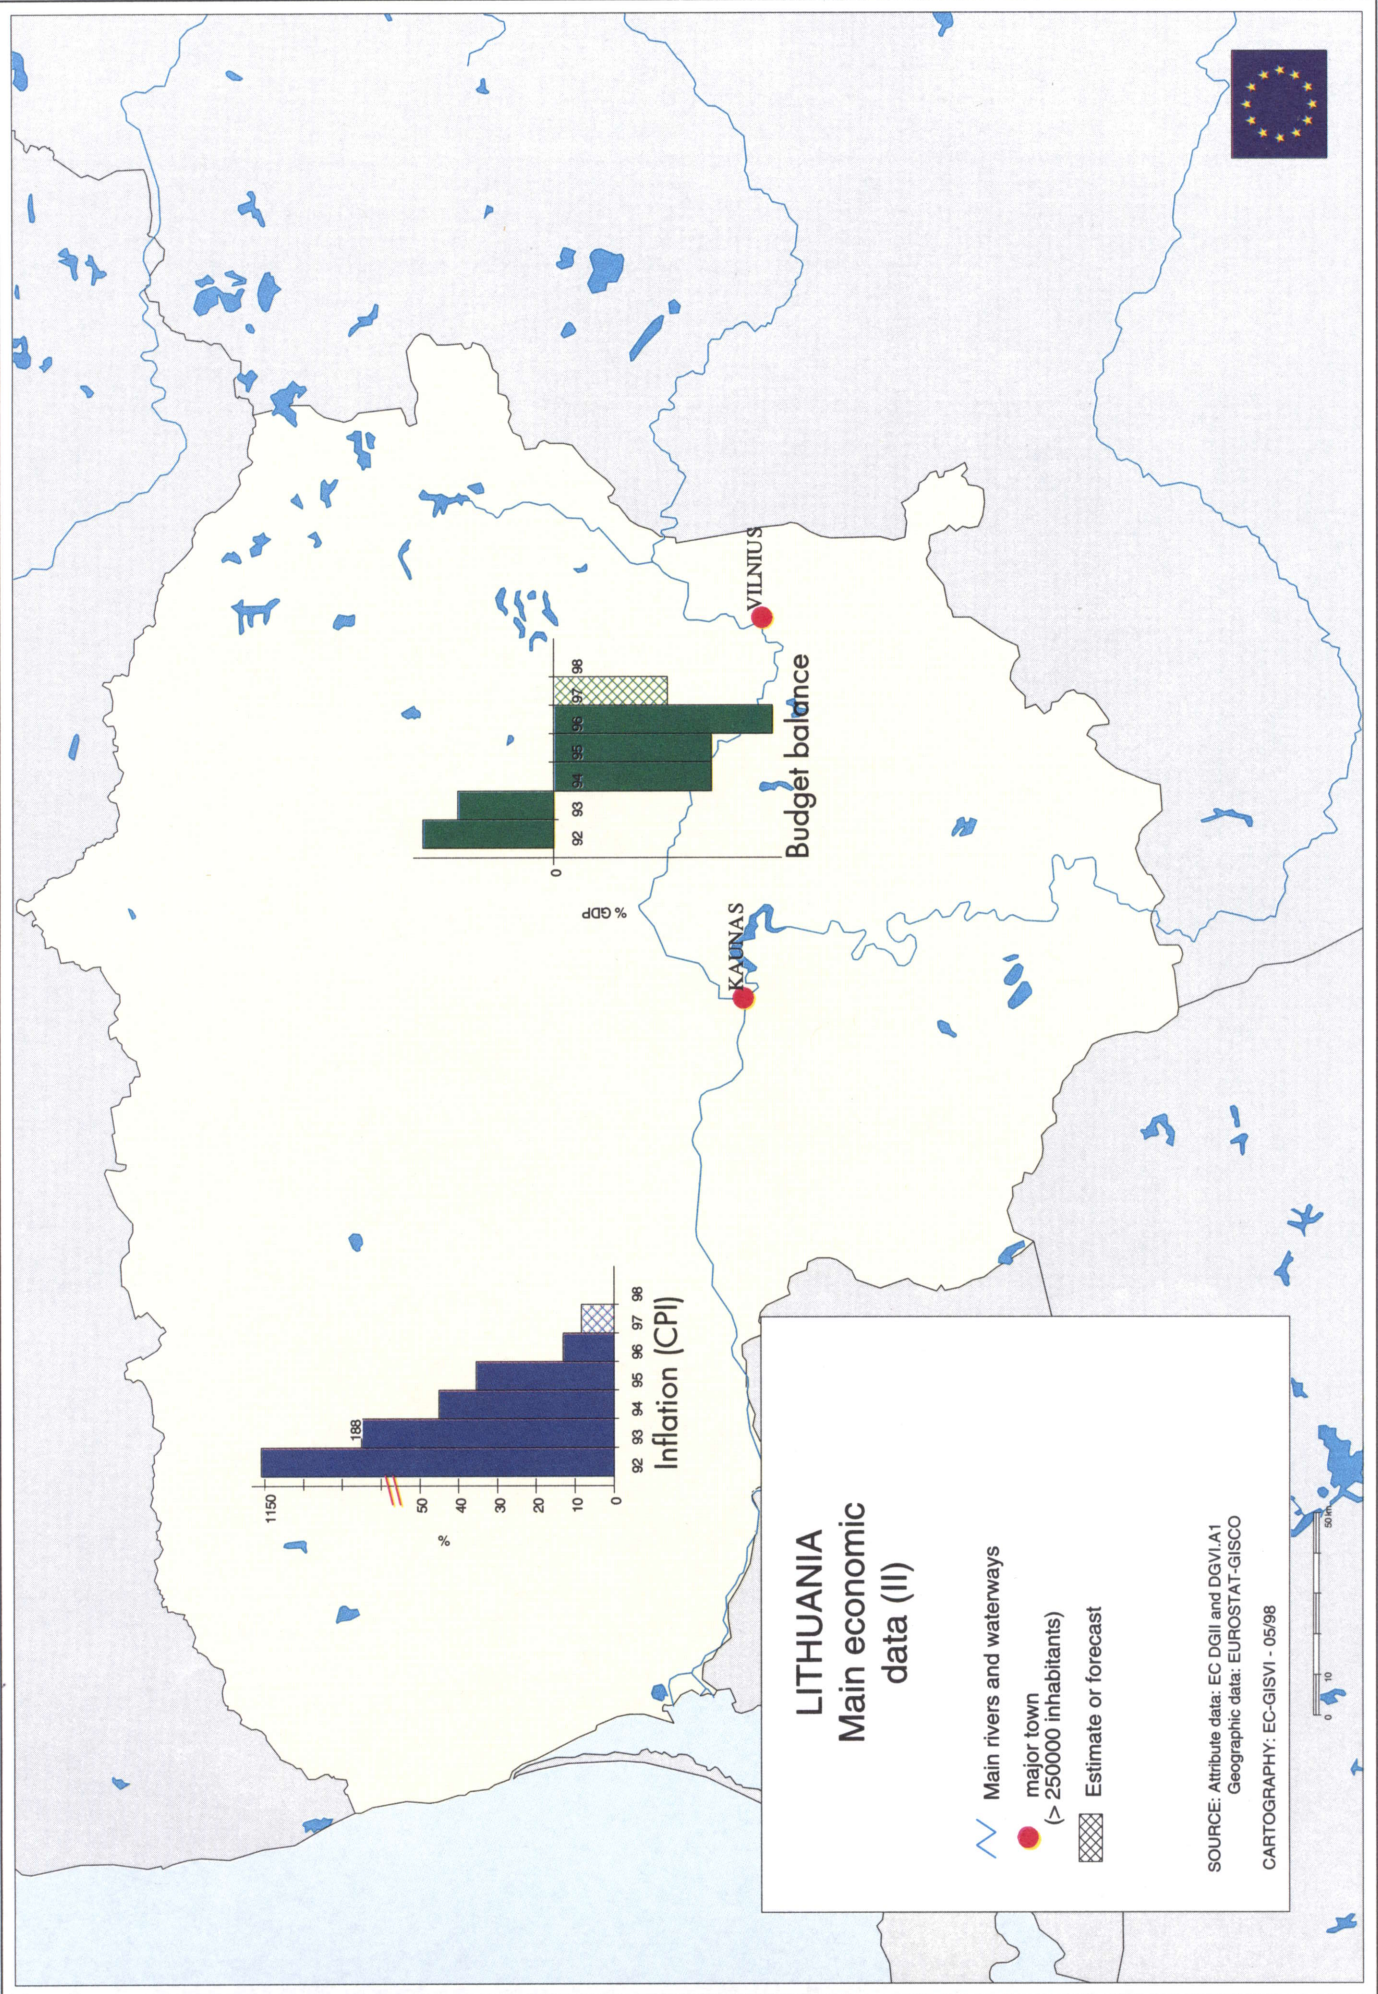 1150
188
50
40
30
20
10
0
%
92 93 94 95 96 97 98
Inflation (CPI)
% GDP
0
92 93 94 95 96 97 98
Budget balance
KAUNAS
VILNIUS
LITHUANIA
Main economic
data (II)
Main rivers and waterways
major town
(> 250000 inhabitants)
Estimate or forecast
SOURCE: Attribute data: EC DGII and DGVI.A1
Geographic data: EUROSTAT-GISCO
CARTOGRAPHY: EC-GISVI - 05/98
0 10 50 km